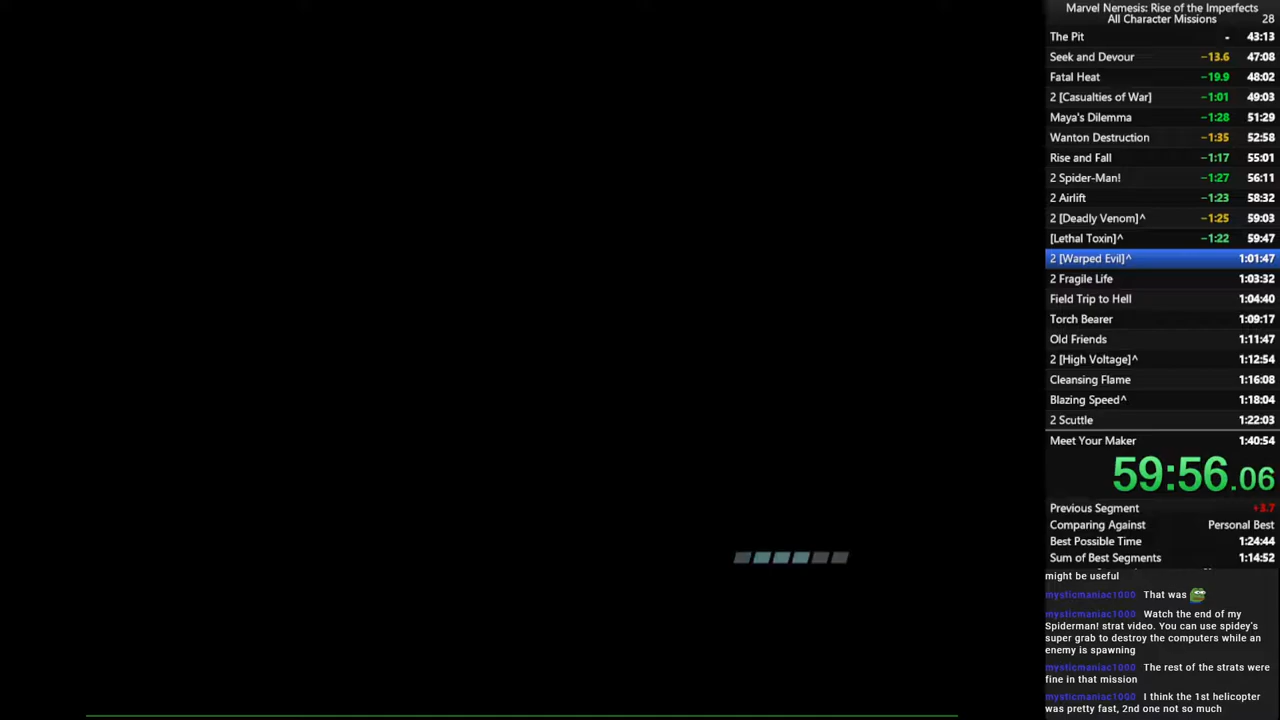 Marvel Nemesis: Rise of the Imperfects
All Character Missions 28
The Pit - 43:13
Seek and Devour −13.6 47:08
Fatal Heat −19.9 48:02
2 [Casualties of War] −1:01 49:03
Maya's Dilemma −1:28 51:29
Wanton Destruction −1:35 52:58
Rise and Fall −1:17 55:01
2 Spider-Man! −1:27 56:11
2 Airlift −1:23 58:32
2 [Deadly Venom]^ −1:25 59:03
[Lethal Toxin]^ −1:22 59:47
2 [Warped Evil]^ 1:01:47
2 Fragile Life 1:03:32
Field Trip to Hell 1:04:40
Torch Bearer 1:09:17
Old Friends 1:11:47
2 [High Voltage]^ 1:12:54
Cleansing Flame 1:16:08
Blazing Speed^ 1:18:04
2 Scuttle 1:22:03
Meet Your Maker 1:40:54
59:56.06
Previous Segment +3.7
Comparing Against Personal Best
Best Possible Time 1:24:44
Sum of Best Segments 1:14:52
might be useful
mysticmaniac1000 That was
mysticmaniac1000 Watch the end of my
Spiderman! strat video. You can use spidey's
super grab to destroy the computers while an
enemy is spawning
mysticmaniac1000 The rest of the strats were
fine in that mission
mysticmaniac1000 I think the 1st helicopter
was pretty fast, 2nd one not so much